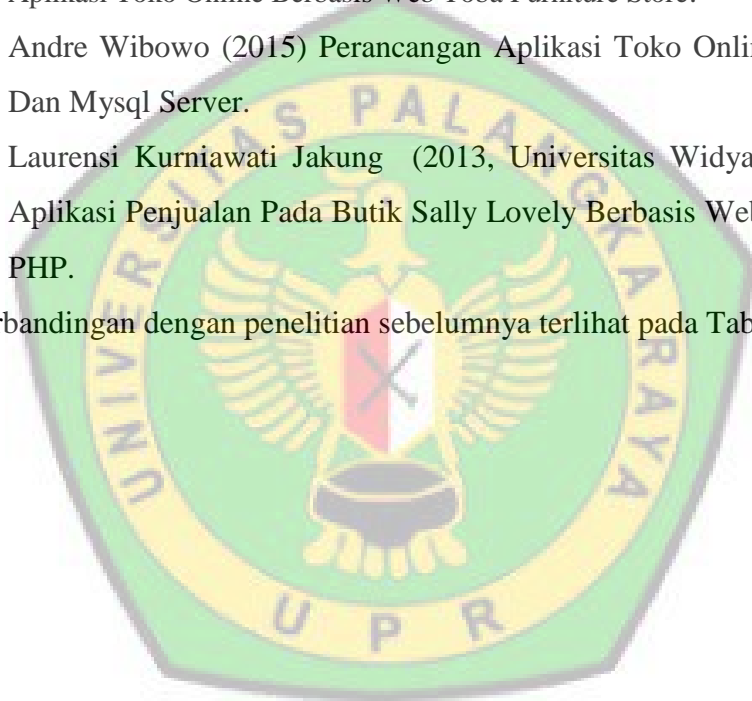 Aplikasi Toko Online Berbasis Web Toba Furniture Store.
Andre Wibowo (2015) Perancangan Aplikasi Toko Onli
Dan Mysql Server.
Laurensi Kurniawati Jakung (2013, Universitas Widya
Aplikasi Penjualan Pada Butik Sally Lovely Berbasis Web
PHP.
rbandingan dengan penelitian sebelumnya terlihat pada Tab
UNIVERSITAS PALANGKARAYA
U P R